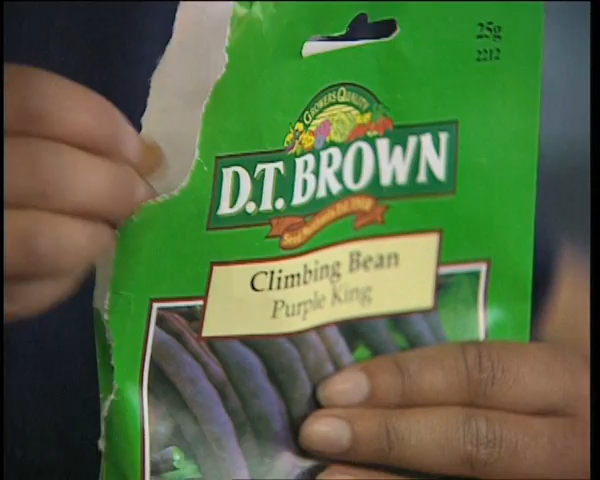 25g
2212
GROWERS QUALITY
D.T. BROWN
Climbing Bean
Purple King